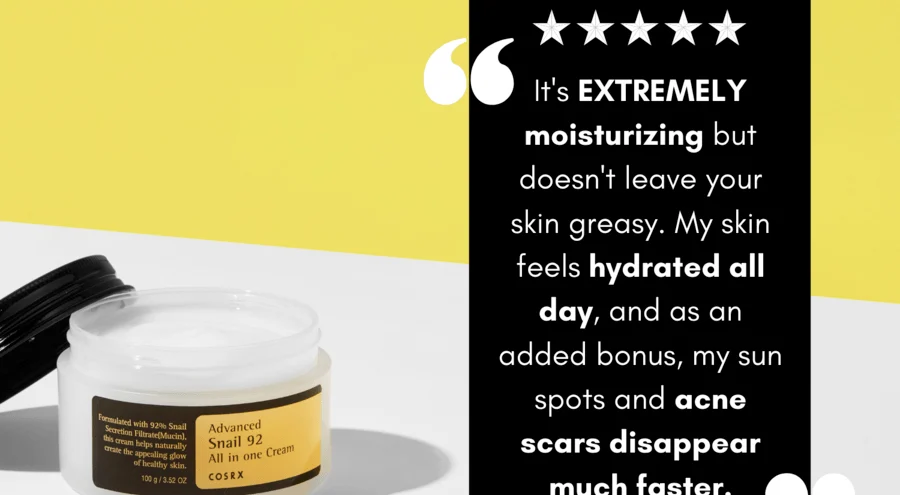 It's EXTREMELY
moisturizing but
doesn't leave your
skin greasy. My skin
feels hydrated all
day, and as an
added bonus, my sun
spots and acne
scars disappear
much faster.
Formulated with 92% Snail
Secretion Filtrate(Mucin),
this cream helps naturally
create the appealing glow
of healthy skin.
100 g / 3.52 OZ
Advanced
Snail 92
All in one Cream
COSRX